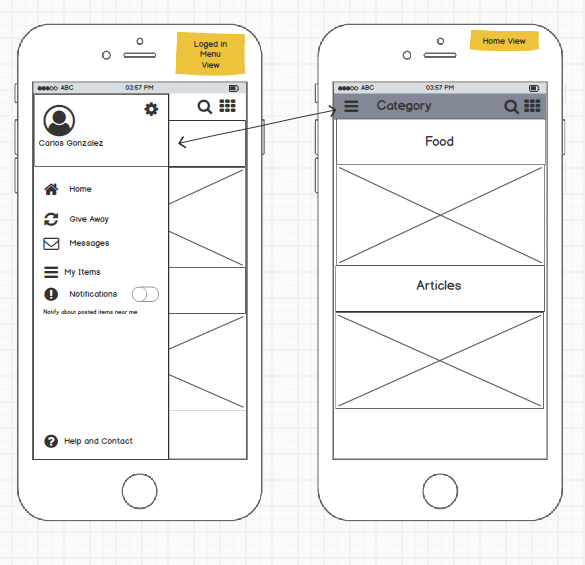 Loged in
Menu
View
ABC 03:57 PM
Carlos Gonzalez
Home
Give Away
Messages
My Items
Notifications
Notify about posted items near me
Help and Contact
Home View
ABC 03:57 PM
Category
Food
Articles